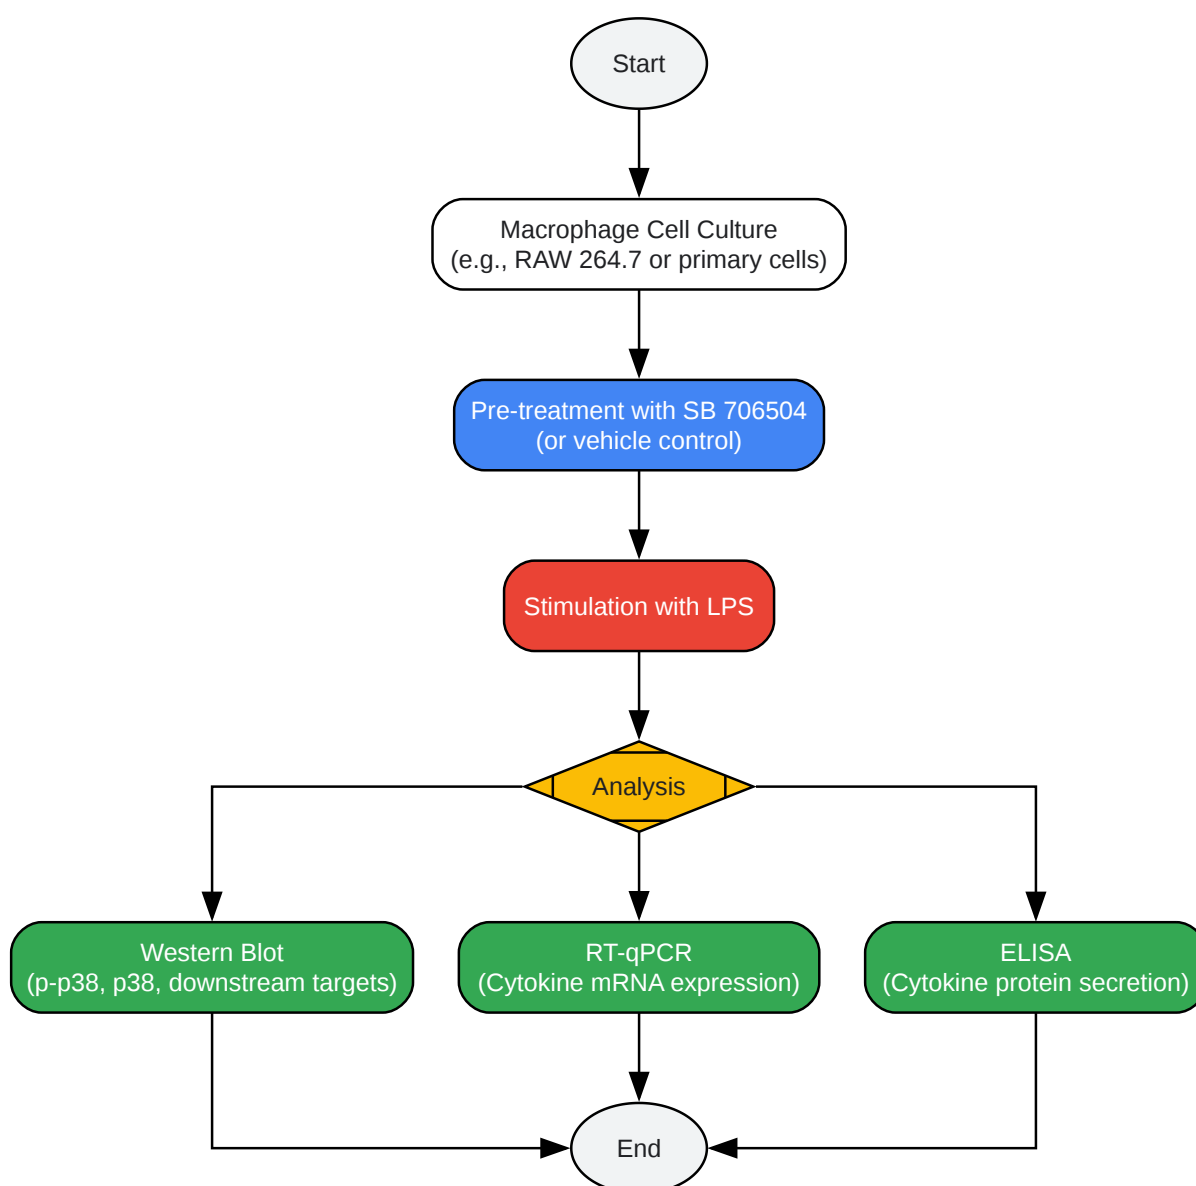 Start
Macrophage Cell Culture
(e.g., RAW 264.7 or primary cells)
Pre-treatment with SB 706504
(or vehicle control)
Stimulation with LPS
Analysis
Western Blot
(p-p38, p38, downstream targets)
RT-qPCR
(Cytokine mRNA expression)
ELISA
(Cytokine protein secretion)
End